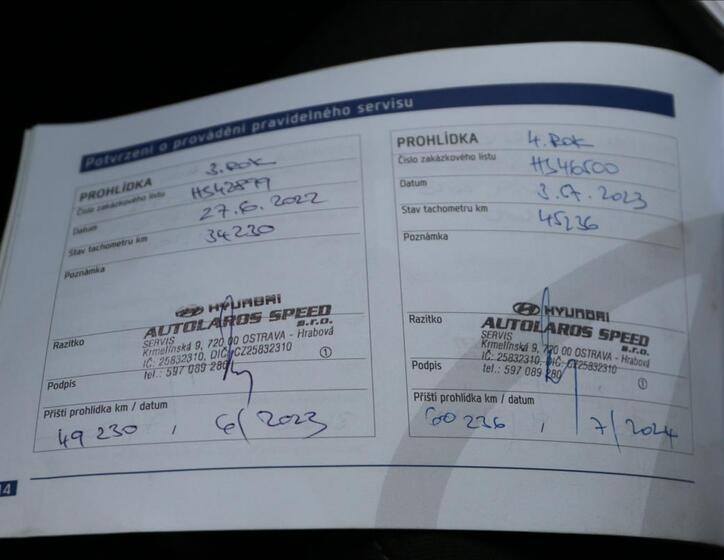 Potvrzení o provádění pravidelného servisu
PROHLÍDKA 3. ROK
Číslo zakázkového listu HS42899
Datum 27.6.2022
Stav tachometru km 34230
Poznámka
Razítko
HYUNDAI
AUTOLAROS SPEED
s.r.o.
SERVIS
Krmelínská 9, 720 00 OSTRAVA - Hrabová
IČ: 25832310, DIČ: CZ25832310
tel.: 597 089 280
1
Podpis
Příští prohlídka km / datum
49 230 , 6/2023
PROHLÍDKA 4. ROK
Číslo zakázkového listu HS46500
Datum 3.7.2023
Stav tachometru km 45236
Poznámka
Razítko
HYUNDAI
AUTOLAROS SPEED
s.r.o.
SERVIS
Krmelínská 9, 720 00 OSTRAVA - Hrabová
IČ: 25832310, DIČ: CZ25832310
tel.: 597 089 280
1
Podpis
Příští prohlídka km / datum
60 236 , 7/2024
14